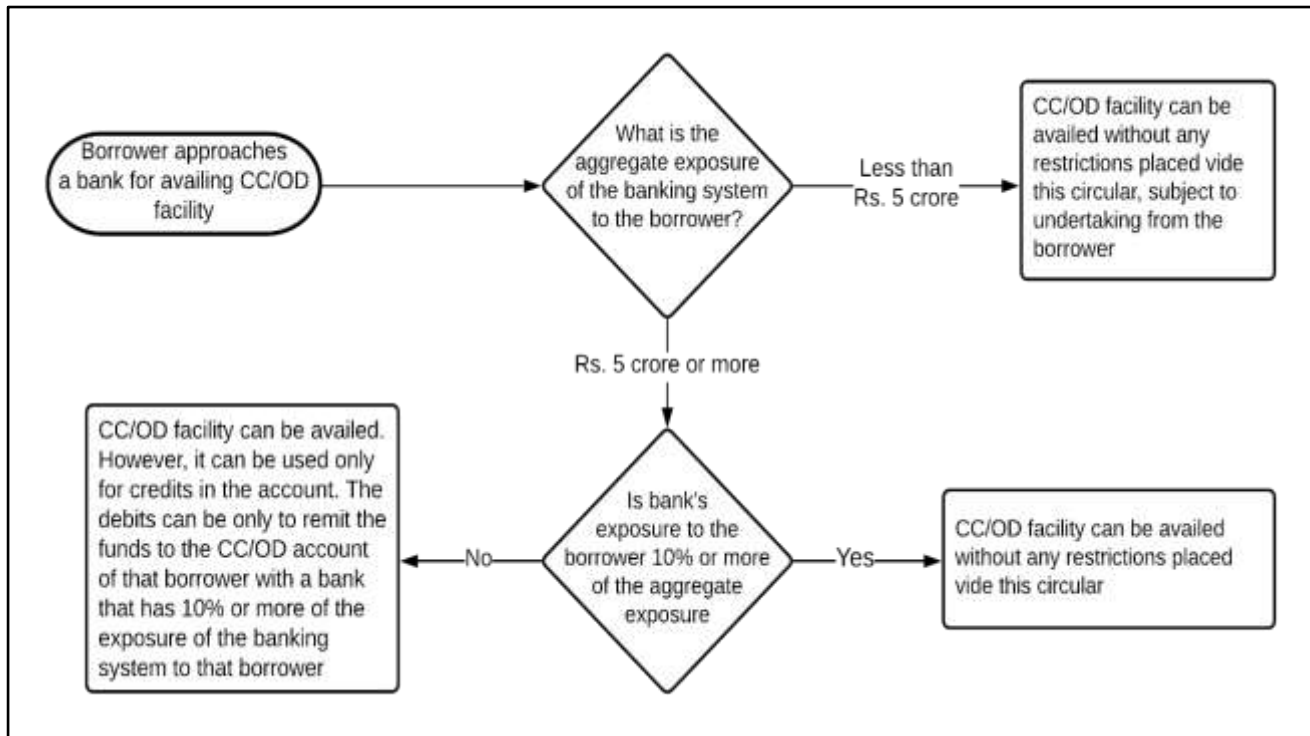 Borrower approaches
a bank for availing CC/OD
facility
What is the
aggregate exposure
of the banking system
to the borrower?
Less than
Rs. 5 crore
CC/OD facility can be
availed without any
restrictions placed vide
this circular, subject to
undertaking from the
borrower
Rs. 5 crore or more
CC/OD facility can be availed.
However, it can be used only
for credits in the account. The
debits can be only to remit the
funds to the CC/OD account
of that borrower with a bank
that has 10% or more of the
exposure of the banking
system to that borrower
No
Is bank's
exposure to the
borrower 10% or more
of the aggregate
exposure
Yes
CC/OD facility can be availed
without any restrictions placed
vide this circular